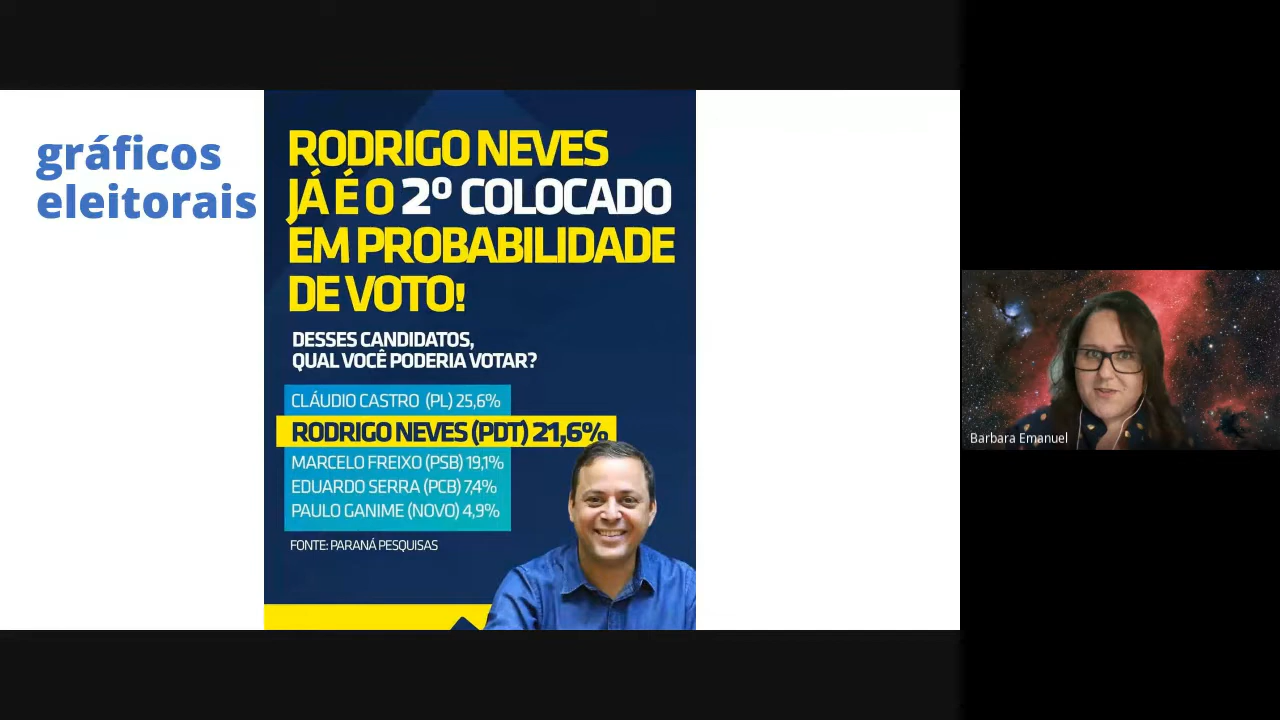 gráficos
eleitorais
RODRIGO NEVES
JÁ É O 2º COLOCADO
EM PROBABILIDADE
DE VOTO!
DESSES CANDIDATOS,
QUAL VOCÊ PODERIA VOTAR?
CLÁUDIO CASTRO (PL) 25,6%
RODRIGO NEVES (PDT) 21,6%
MARCELO FREIXO (PSB) 19,1%
EDUARDO SERRA (PCB) 7,4%
PAULO GANIME (NOVO) 4,9%
FONTE: PARANÁ PESQUISAS
Barbara Emanuel